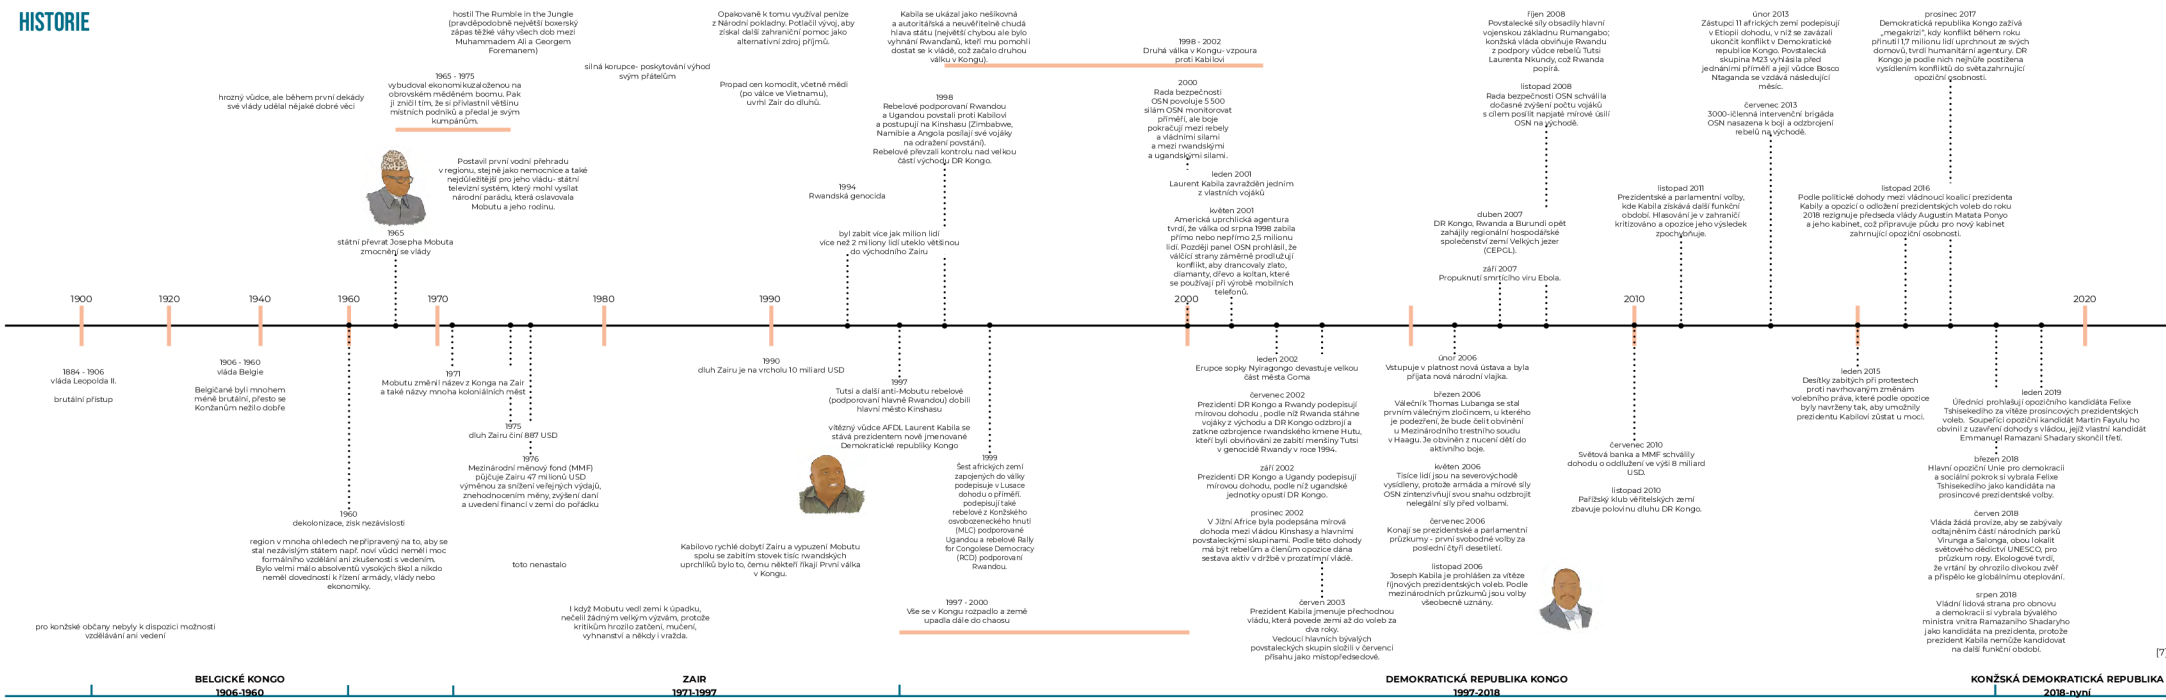 HISTORIE
hostil The Rumble in the Jungle
(pravděpodobně největší boxerský
zápas těžké váhy všech dob mezi
Muhammadem Ali a Georgem
Foremanem)
1965 - 1975
vybudoval ekonomikuzaloženou na
obrovském měděném boomu. Pak
ji zničil tím, že si přivlastnil většinu
místních podniků a předal je svým
kumpánům.
hrozný vůdce, ale během první dekády
své vlády udělal nějaké dobré věci
Postavil první vodní přehradu
v regionu, stejně jako nemocnice a také
nejdůležitější pro jeho vládu- státní
televizní systém, který mohl vysílat
národní parádu, která oslavovala
Mobutu a jeho rodinu.
1965
státní převrat Josepha Mobuta
zmocnění se vlády
silná korupce- poskytování výhod
svým přátelům
Opakovaně k tomu využíval peníze
z Národní pokladny. Potlačil vývoj, aby
získal další zahraniční pomoc jako
alternativní zdroj příjmů.
Propad cen komodit, včetně mědi
(po válce ve Vietnamu),
uvrhl Zair do dluhů.
Kabila se ukázal jako nešikovná
a autoritářská a neuvěřitelně chudá
hlava státu (největší chybou ale bylo
vyhnání Rwanďanů, kteří mu pomohli
dostat se k vládě, což začalo druhou
válku v Kongu).
1998
Rebelové podporovaní Rwandou
a Ugandou povstali proti Kabilovi
a postupují na Kinshasu (Zimbabwe,
Namibie a Angola posílají své vojáky
na odražení povstání).
Rebelové převzali kontrolu nad velkou
částí východu DR Kongo.
1994
Rwandská genocida
byl zabit více jak milion lidí
více než 2 miliony lidí uteklo většinou
do východního Zairu
1998 - 2002
Druhá válka v Kongu- vzpoura
proti Kabilovi
2000
Rada bezpečnosti
OSN povoluje 5 500
silám OSN monitorovat
příměří, ale boje
pokračují mezi rebely
a vládními silami
a mezi rwandskými
a ugandskými silami.
leden 2001
Laurent Kabila zavražděn jedním
z vlastních vojáků
květen 2001
Americká uprchlická agentura
tvrdí, že válka od srpna 1998 zabila
přímo nebo nepřímo 2,5 milionu
lidí. Později panel OSN prohlásil, že
válčící strany záměrně prodlužují
konflikt, aby drancovaly zlato,
diamanty, dřevo a koltan, které
se používají při výrobě mobilních
telefonů.
říjen 2008
Povstalecké síly obsadily hlavní
vojenskou základnu Rumangabo;
konžská vláda obviňuje Rwandu
z podpory vůdce rebelů Tutsi
Laurenta Nkundy, což Rwanda
popírá.
listopad 2008
Rada bezpečnosti OSN schválila
dočasné zvýšení počtu vojáků
s cílem posílit napjaté mírové úsilí
OSN na východě.
duben 2007
DR Kongo, Rwanda a Burundi opět
zahájily regionální hospodářské
společenství zemí Velkých jezer
(CEPGL).
září 2007
Propuknutí smrtícího viru Ebola.
únor 2013
Zástupci 11 afrických zemí podepisují
v Etiopii dohodu, v níž se zavázali
ukončit konflikt v Demokratické
republice Kongo. Povstalecká
skupina M23 vyhlásila před
jednáními příměří a její vůdce Bosco
Ntaganda se vzdává následující
měsíc.
červenec 2013
3000-ičlenná intervenční brigáda
OSN nasazena k boji a odzbrojení
rebelů na východě.
listopad 2011
Prezidentské a parlamentní volby,
kde Kabila získává další funkční
období. Hlasování je v zahraničí
kritizováno a opozice jeho výsledek
zpochybňuje.
prosinec 2017
Demokratická republika Kongo zažívá
„megakrizi", kdy konflikt během roku
přinutil 1,7 milionu lidí uprchnout ze svých
domovů, tvrdí humanitární agentury. DR
Kongo je podle nich nejhůře postižena
vysídlením konfliktů do světa.zahrnující
opoziční osobnosti.
listopad 2016
Podle politické dohody mezi vládnoucí koalicí prezidenta
Kabily a opozicí o odložení prezidentských voleb do roku
2018 rezignuje předseda vlády Augustin Matata Ponyo
a jeho kabinet, což připravuje půdu pro nový kabinet
zahrnující opoziční osobnosti.
1900
1920
1940
1960
1970
1980
1990
2000
2010
2020
1884 - 1906
vláda Leopolda II.
brutální přístup
1906 - 1960
vláda Belgie
Belgičané byli mnohem
méně brutální, přesto se
Konžanům nežilo dobře
1971
Mobutu změnil název z Konga na Zair
a také názvy mnoha koloniálních měst
1975
dluh Zairu činí 887 USD
1976
Mezinárodní měnový fond (MMF)
půjčuje Zairu 47 milionů USD
výměnou za snížení veřejných výdajů,
znehodnocením měny, zvýšení daní
a uvedení financí v zemi do pořádku
1960
dekolonizace, zisk nezávislosti
region v mnoha ohledech nepřipravený na to, aby se
stal nezávislým státem např. noví vůdci neměli moc
formálního vzdělání ani zkušenosti s vedením.
Bylo velmi málo absolventů vysokých škol a nikdo
neměl dovednosti k řízení armády, vlády nebo
ekonomiky.
pro konžské občany nebyly k dispozici možnosti
vzdělávání ani vedení
toto nenastalo
I když Mobutu vedl zemi k úpadku,
nečelil žádným velkým výzvám, protože
kritikům hrozilo zatčení, mučení,
vyhnanství a někdy i vražda.
1990
dluh Zairu je na vrcholu 10 miliard USD
1997
Tutsi a další anti-Mobutu rebelové
(podporovaní hlavně Rwandou) dobili
hlavní město Kinshasu
vítězný vůdce AFDL Laurent Kabila se
stává prezidentem nově jmenované
Demokratické republiky Kongo
Kabilovo rychlé dobytí Zairu a vypuzení Mobutu
spolu se zabitím stovek tisíc rwandských
uprchlíků bylo to, čemu někteří říkají První válka
v Kongu.
1999
Šest afrických zemí
zapojených do války
podepisuje v Lusace
dohodu o příměří.
podepisují také
rebelové z Konžského
osvobozeneckého hnutí
(MLC) podporované
Ugandou a rebelové Rally
for Congolese Democracy
(RCD) podporovaní
Rwandou.
1997 - 2000
Vše se v Kongu rozpadlo a země
upadla dále do chaosu
leden 2002
Erupce sopky Nyiragongo devastuje velkou
část města Goma
červenec 2002
Prezidenti DR Kongo a Rwandy podepisují
mírovou dohodu , podle níž Rwanda stáhne
vojáky z východu a DR Kongo odzbrojí a
zatkne ozbrojence rwandského kmene Hutu,
kteří byli obviňováni ze zabití menšiny Tutsi
v genocidě Rwandy v roce 1994.
září 2002
Prezidenti DR Kongo a Ugandy podepisují
mírovou dohodu, podle níž ugandské
jednotky opustí DR Kongo.
prosinec 2002
V Jižní Africe byla podepsána mírová
dohoda mezi vládou Kinshasy a hlavními
povstaleckými skupinami. Podle této dohody
má být rebelům a členům opozice dána
sestava aktiv v držbě v prozatímní vládě.
červen 2003
Prezident Kabila jmenuje přechodnou
vládu, která povede zemi až do voleb za
dva roky.
Vedoucí hlavních bývalých
povstaleckých skupin složili v červenci
přísahu jako místopředsedové.
únor 2006
Vstupuje v platnost nová ústava a byla
přijata nová národní vlajka.
březen 2006
Válečník Thomas Lubanga se stal
prvním válečným zločincem, u kterého
je podezření, že bude čelit obvinění
u Mezinárodního trestního soudu
v Haagu. Je obviněn z nucení dětí do
aktivního boje.
květen 2006
Tisíce lidí jsou na severovýchodě
vysídleny, protože armáda a mírové síly
OSN zintenzivňují svou snahu odzbrojit
nelegální síly před volbami.
červenec 2006
Konají se prezidentské a parlamentní
průzkumy - první svobodné volby za
poslední čtyři desetiletí.
listopad 2006
Joseph Kabila je prohlášen za vítěze
říjnových prezidentských voleb. Podle
mezinárodních průzkumů jsou volby
všeobecně uznány.
červenec 2010
Světová banka a MMF schválily
dohodu o oddlužení ve výši 8 miliard
USD.
listopad 2010
Pařížský klub věřitelských zemí
zbavuje polovinu dluhu DR Kongo.
leden 2015
Desítky zabitých při protestech
proti navrhovaným změnám
volebního práva, které podle opozice
byly navrženy tak, aby umožnily
prezidentu Kabilovi zůstat u moci.
leden 2019
Úředníci prohlašují opozičního kandidáta Felixe
Tshisekediho za vítěze prosincových prezidentských
voleb. Soupeřící opoziční kandidát Martin Fayulu ho
obvinil z uzavření dohody s vládou, jejíž vlastní kandidát
Emmanuel Ramazani Shadary skončil třetí.
březen 2018
Hlavní opoziční Unie pro demokracii
a sociální pokrok si vybrala Felixe
Tshisekediho jako kandidáta na
prosincové prezidentské volby.
červen 2018
Vláda žádá provize, aby se zabývaly
odtajněním částí národních parků
Virunga a Salonga, obou lokalit
světového dědictví UNESCO, pro
průzkum ropy. Ekologové tvrdí,
že vrtání by ohrozilo divokou zvěř
a přispělo ke globálnímu oteplování.
srpen 2018
Vládní lidová strana pro obnovu
a demokracii si vybrala bývalého
ministra vnitra Ramazaniho Shadaryho
jako kandidáta na prezidenta, protože
prezident Kabila nemůže kandidovat
na další funkční období.
[7]
BELGICKÉ KONGO
1906-1960
ZAIR
1971-1997
DEMOKRATICKÁ REPUBLIKA KONGO
1997-2018
KONŽSKÁ DEMOKRATICKÁ REPUBLIKA
2018-nyní